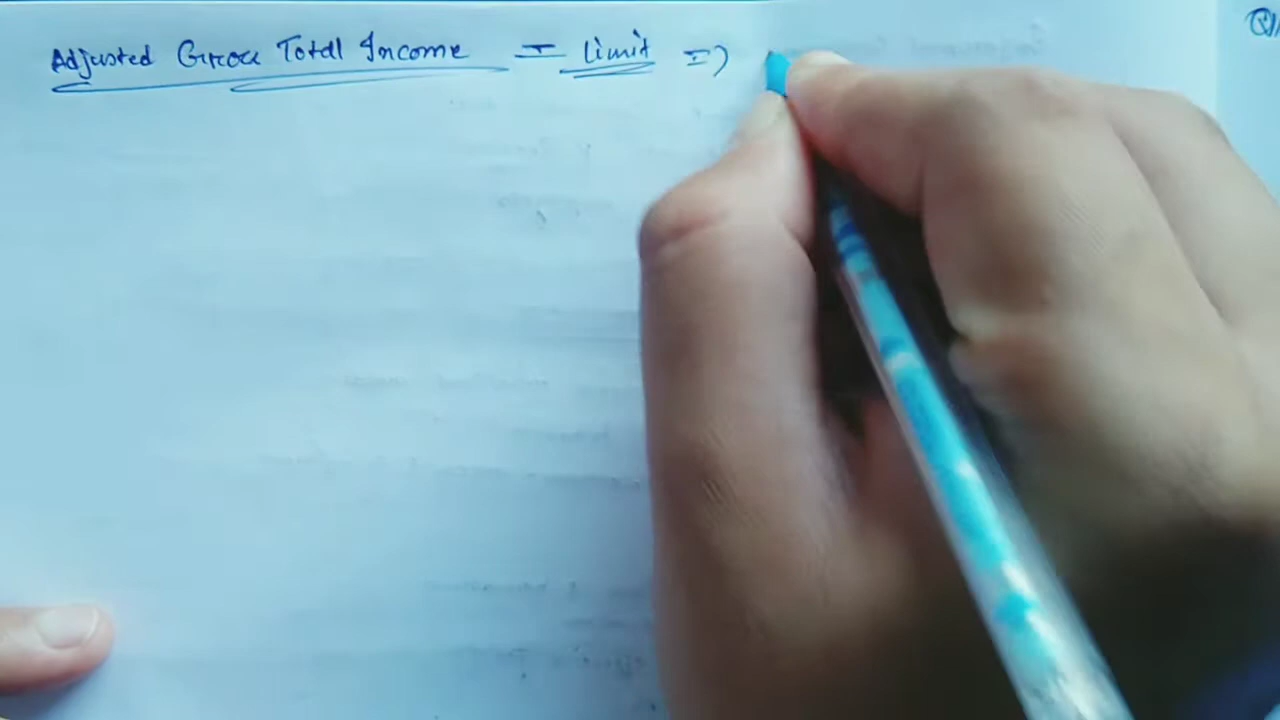 Adjusted Gross Total Income = limit =)